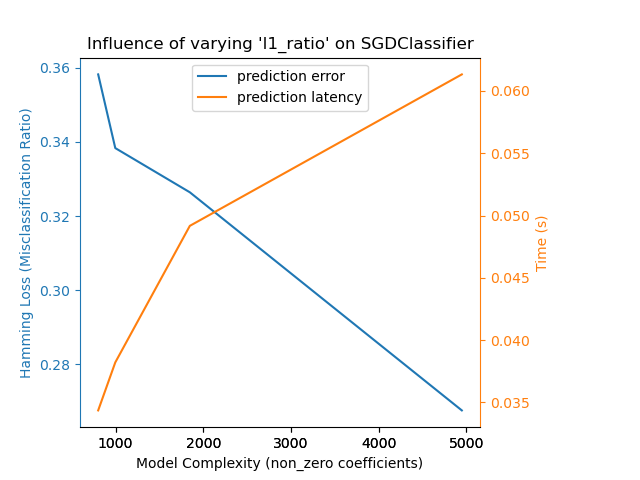 Influence of varying 'l1_ratio' on SGDClassifier
prediction error
prediction latency
Hamming Loss (Misclassification Ratio)
0.36
0.34
0.32
0.30
0.28
0.060
0.055
0.050
0.045
0.040
0.035
Time (s)
1000 2000 3000 4000 5000
Model Complexity (non_zero coefficients)